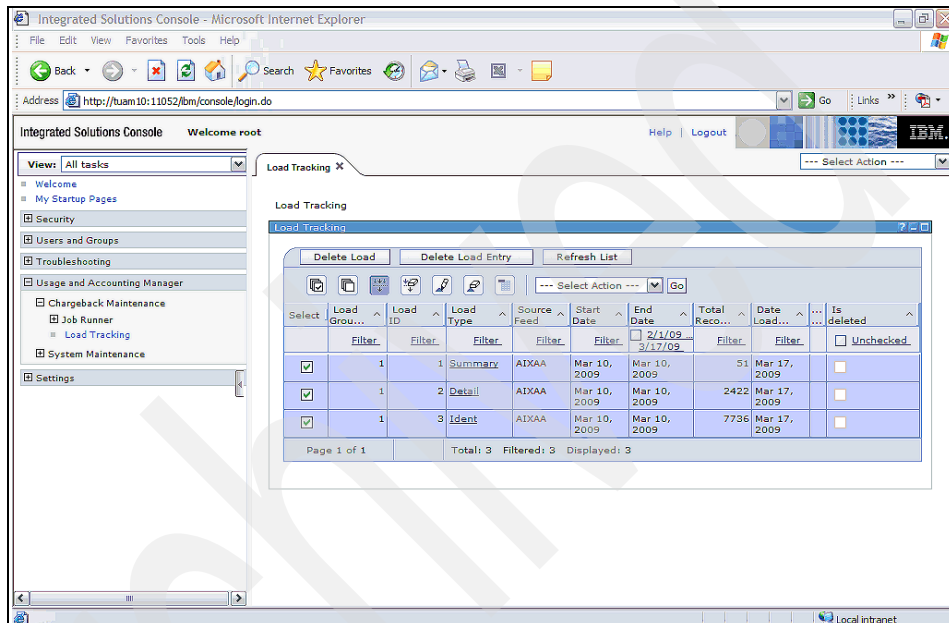 Integrated Solutions Console - Microsoft Internet Explorer
File Edit View Favorites Tools Help
Back Search Favorites
Address http://tuam10:11052/ibm/console/login.do Go Links »
Integrated Solutions Console Welcome root Help | Logout IBM.
View: All tasks
Welcome
My Startup Pages
Security
Users and Groups
Troubleshooting
Usage and Accounting Manager
Chargeback Maintenance
Job Runner
Load Tracking
System Maintenance
Settings
Load Tracking X --- Select Action ---
Load Tracking
Load Tracking
Delete Load Delete Load Entry Refresh List
--- Select Action --- Go
Select Load Grou... Load ID Load Type Source Feed Start Date End Date Total Reco... Date Load... ... ... Is deleted
Filter Filter Filter Filter Filter 2/1/09 ... 3/17/09 Filter Filter Unchecked
1 1 Summary AIXAA Mar 10, 2009 Mar 10, 2009 51 Mar 17, 2009
1 2 Detail AIXAA Mar 10, 2009 Mar 10, 2009 2422 Mar 17, 2009
1 3 Ident AIXAA Mar 10, 2009 Mar 10, 2009 7736 Mar 17, 2009
Page 1 of 1 Total: 3 Filtered: 3 Displayed: 3
Local intranet